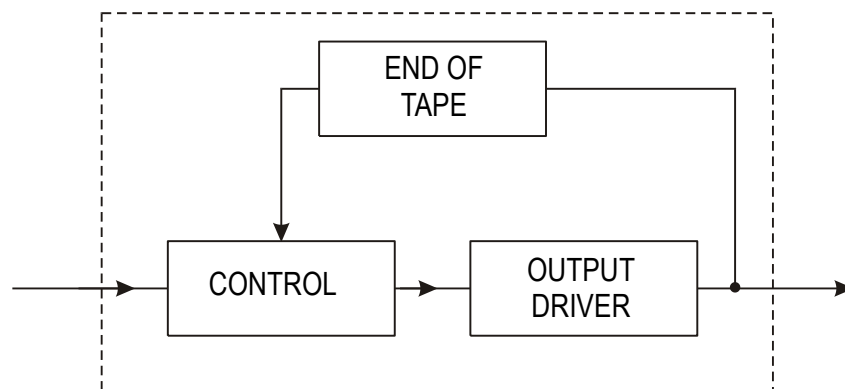 END OF
TAPE
CONTROL
OUTPUT
DRIVER